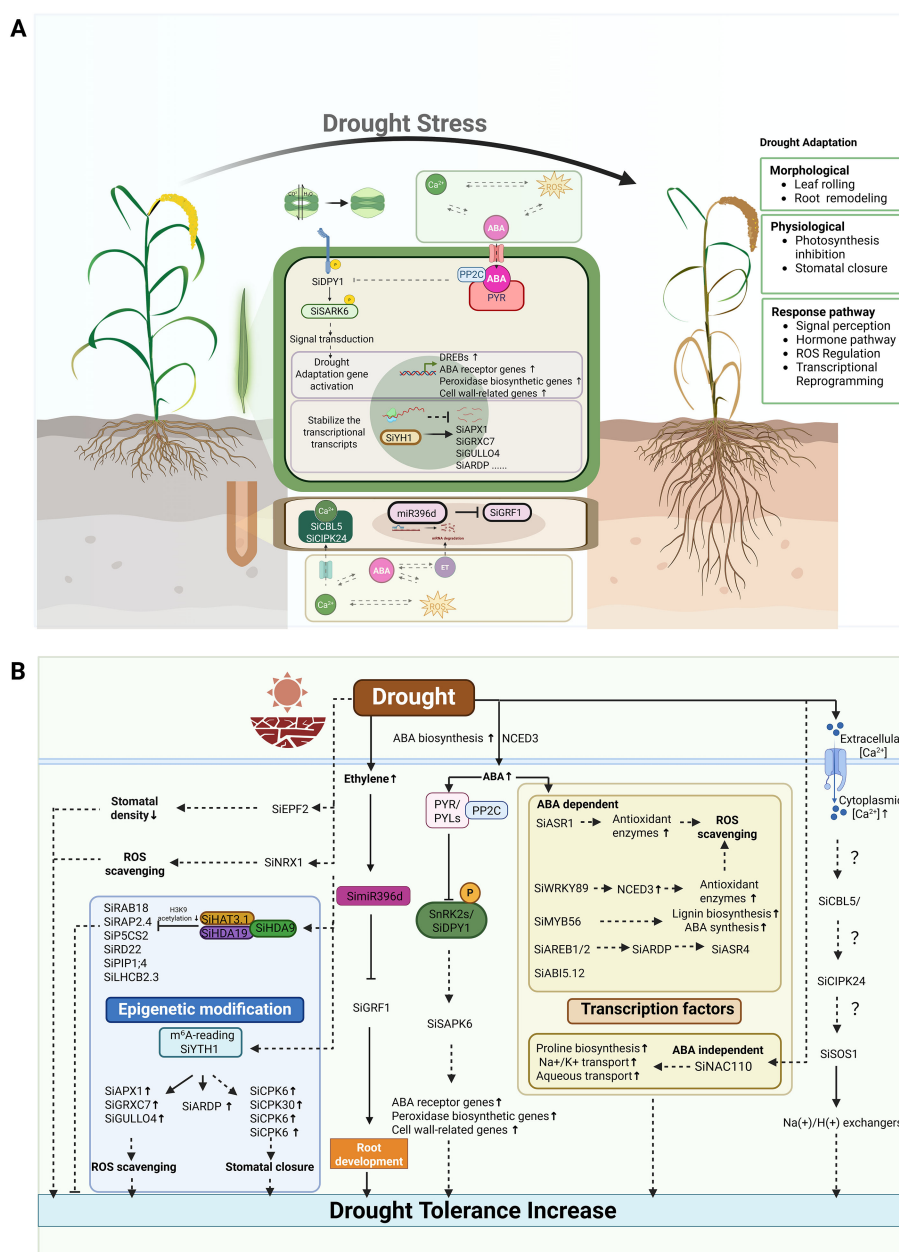 A
Drought Stress
Drought Adaptation
Morphological
Leaf rolling
Root remodeling
Physiological
Photosynthesis
inhibition
Stomatal closure
Response pathway
Signal perception
Hormone pathway
ROS Regulation
Transcriptional
Reprogramming
CO²
H₂O
Ca²⁺
ROS
ABA
P
SiDPY1
PP2C
ABA
PYR
P
SiSARK6
Signal transduction
Drought
Adaptation gene
activation
DREBs ↑
ABA receptor genes ↑
Peroxidase biosynthetic genes ↑
Cell wall-related genes ↑
Stabilize the
transcriptional
transcripts
SiYH1
SiAPX1
SiGRXC7
SiGULLO4
SiARDP ......
Ca²⁺
SiCBL5
SiCIPK24
miR396d
SiGRF1
mRNA degradation
ABA
ET
Ca²⁺
ROS
B
Drought
ABA biosynthesis ↑ NCED3
Extracellula
[Ca²⁺]
Ethylene↑
ABA↑
Cytoplasmic
[Ca²⁺]↑
Stomatal
density↓
SiEPF2
PYR/
PYLs
PP2C
ABA dependent
SiASR1
Antioxidant
enzymes ↑
ROS
scavenging
ROS
scavenging
SiNRX1
?
SimiR396d
P
SnRK2s/
SiDPY1
SiWRKY89
NCED3↑
Antioxidant
enzymes ↑
SiMYB56
Lignin biosynthesis↑
ABA synthesis↑
SiAREB1/2
SiARDP
SiASR4
SiABI5.12
SiCBL5/
?
SiCIPK24
?
SiSOS1
Na(+)/H(+) exchangers
SiRAB18
SiRAP2.4
SiP5CS2
SiRD22
SiPIP1;4
SiLHCB2.3
H3K9
acetylation ↓
SiHAT3.1
SiHDA19
SiHDA9
Epigenetic modification
m⁶A-reading
SiYTH1
SiAPX1↑
SiGRXC7↑
SiGULLO4↑
SiARDP ↑
SiCPK6↑
SiCPK30↑
SiCPK6↑
SiCPK6 ↑
ROS scavenging
Stomatal closure
SiGRF1
Root
development
SiSAPK6
ABA receptor genes↑
Peroxidase biosynthetic genes↑
Cell wall-related genes ↑
Transcription factors
Proline biosynthesis↑
Na+/K+ transport↑
Aqueous transport↑
ABA independent
SiNAC110
Drought Tolerance Increase